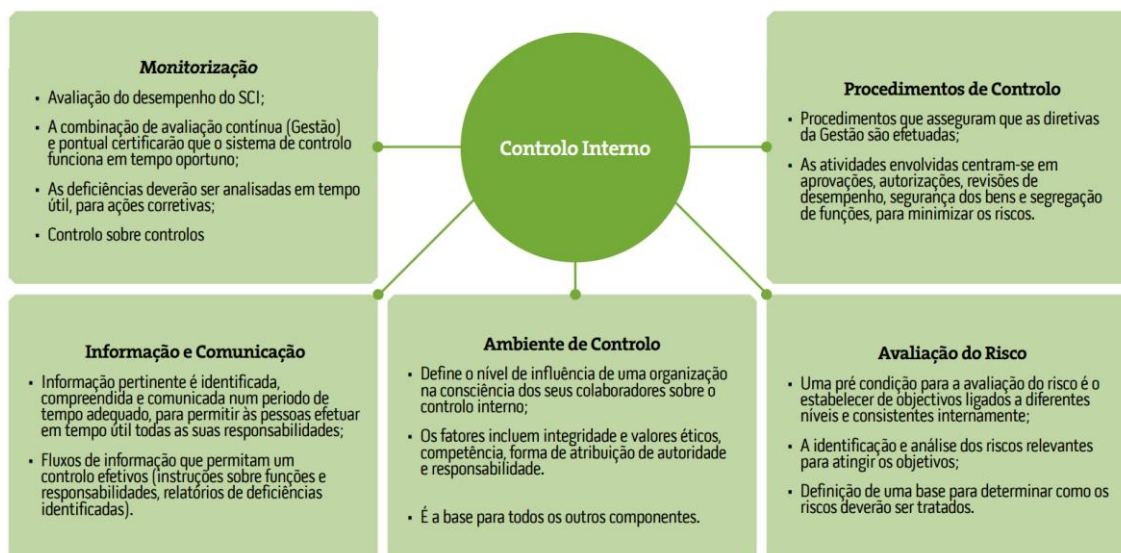 Monitorização
▪ Avaliação do desempenho do SCI;
▪ A combinação de avaliação contínua (Gestão)
e pontual certificarão que o sistema de controlo
funciona em tempo oportuno;
▪ As deficiências deverão ser analisadas em tempo
útil, para ações corretivas;
▪ Controlo sobre controlos
Controlo Interno
Procedimentos de Controlo
▪ Procedimentos que asseguram que as diretivas
da Gestão são efetuadas;
▪ As atividades envolvidas centram-se em
aprovações, autorizações, revisões de
desempenho, segurança dos bens e segregação
de funções, para minimizar os riscos.
Informação e Comunicação
▪ Informação pertinente é identificada,
compreendida e comunicada num periodo de
tempo adequado, para permitir às pessoas efetuar
em tempo útil todas as suas responsabilidades;
▪ Fluxos de informação que permitam um
controlo efetivos (instruções sobre funções e
responsabilidades, relatórios de deficiências
identificadas).
Ambiente de Controlo
▪ Define o nível de influência de uma organização
na consciência dos seus colaboradores sobre o
controlo interno;
▪ Os fatores incluem integridade e valores éticos,
competência, forma de atribuição de autoridade
e responsabilidade.
▪ É a base para todos os outros componentes.
Avaliação do Risco
▪ Uma pré condição para a avaliação do risco é o
estabelecer de objectivos ligados a diferentes
níveis e consistentes internamente;
▪ A identificação e análise dos riscos relevantes
para atingir os objetivos;
▪ Definição de uma base para determinar como os
riscos deverão ser tratados.